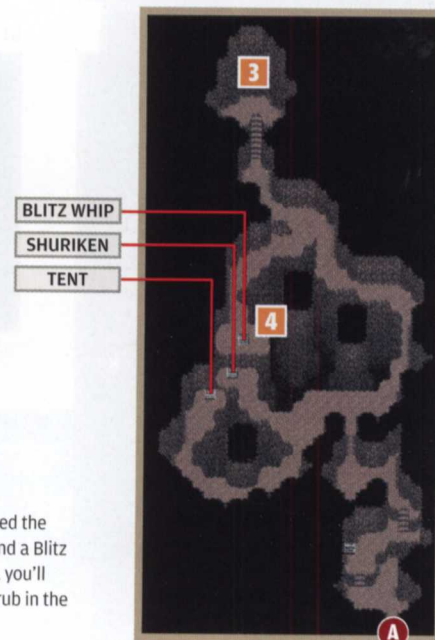 3
BLITZ WHIP
SHURIKEN
TENT
4
ed the
nd a Blitz
you'll
rub in the
A